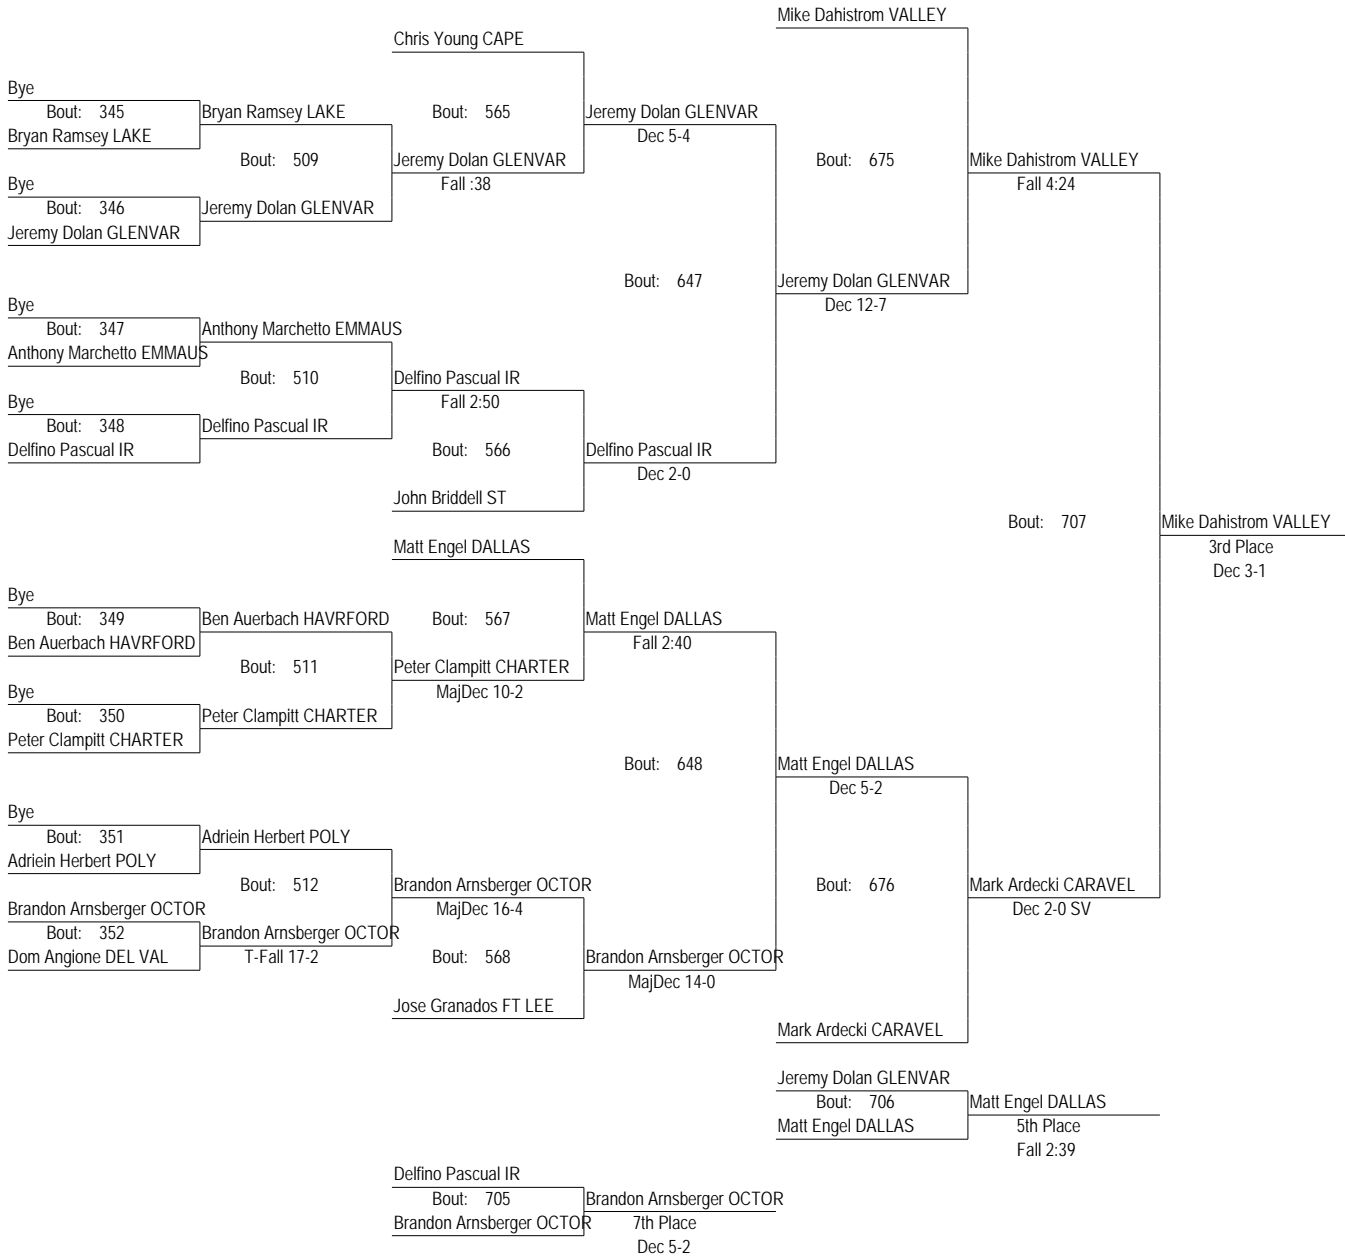 Mike Dahistrom VALLEY
Chris Young CAPE
Bye
Bout: 345
Bryan Ramsey LAKE
Bryan Ramsey LAKE
Bout: 565
Jeremy Dolan GLENVAR
Dec 5-4
Bout: 509
Jeremy Dolan GLENVAR
Fall :38
Bout: 675
Mike Dahistrom VALLEY
Fall 4:24
Bye
Bout: 346
Jeremy Dolan GLENVAR
Jeremy Dolan GLENVAR
Bout: 647
Jeremy Dolan GLENVAR
Dec 12-7
Bye
Bout: 347
Anthony Marchetto EMMAUS
Anthony Marchetto EMMAUS
Bout: 510
Delfino Pascual IR
Fall 2:50
Bye
Bout: 348
Delfino Pascual IR
Delfino Pascual IR
Bout: 566
Delfino Pascual IR
Dec 2-0
John Briddell ST
Bout: 707
Mike Dahistrom VALLEY
3rd Place
Dec 3-1
Matt Engel DALLAS
Bye
Bout: 349
Ben Auerbach HAVRFORD
Ben Auerbach HAVRFORD
Bout: 567
Matt Engel DALLAS
Fall 2:40
Bout: 511
Peter Clampitt CHARTER
MajDec 10-2
Bye
Bout: 350
Peter Clampitt CHARTER
Peter Clampitt CHARTER
Bout: 648
Matt Engel DALLAS
Dec 5-2
Bye
Bout: 351
Adriein Herbert POLY
Adriein Herbert POLY
Bout: 512
Brandon Arnsberger OCTOR
MajDec 16-4
Bout: 676
Mark Ardecki CARAVEL
Dec 2-0 SV
Brandon Arnsberger OCTOR
Bout: 352
Dom Angione DEL VAL
Brandon Arnsberger OCTOR
T-Fall 17-2
Bout: 568
Brandon Arnsberger OCTOR
MajDec 14-0
Jose Granados FT LEE
Mark Ardecki CARAVEL
Jeremy Dolan GLENVAR
Bout: 706
Matt Engel DALLAS
Matt Engel DALLAS
5th Place
Fall 2:39
Delfino Pascual IR
Bout: 705
Brandon Arnsberger OCTOR
Brandon Arnsberger OCTOR
7th Place
Dec 5-2